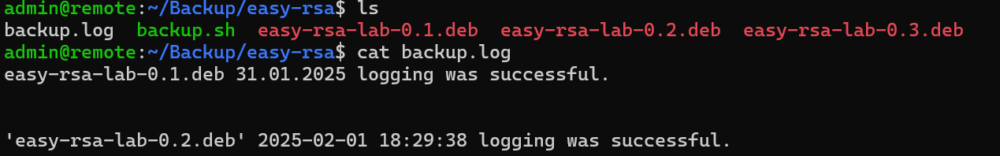 admin@remote:~/Backup/easy-rsa$ ls
backup.log  backup.sh  easy-rsa-lab-0.1.deb  easy-rsa-lab-0.2.deb  easy-rsa-lab-0.3.deb
admin@remote:~/Backup/easy-rsa$ cat backup.log
easy-rsa-lab-0.1.deb 31.01.2025 logging was successful.
'easy-rsa-lab-0.2.deb' 2025-02-01 18:29:38 logging was successful.